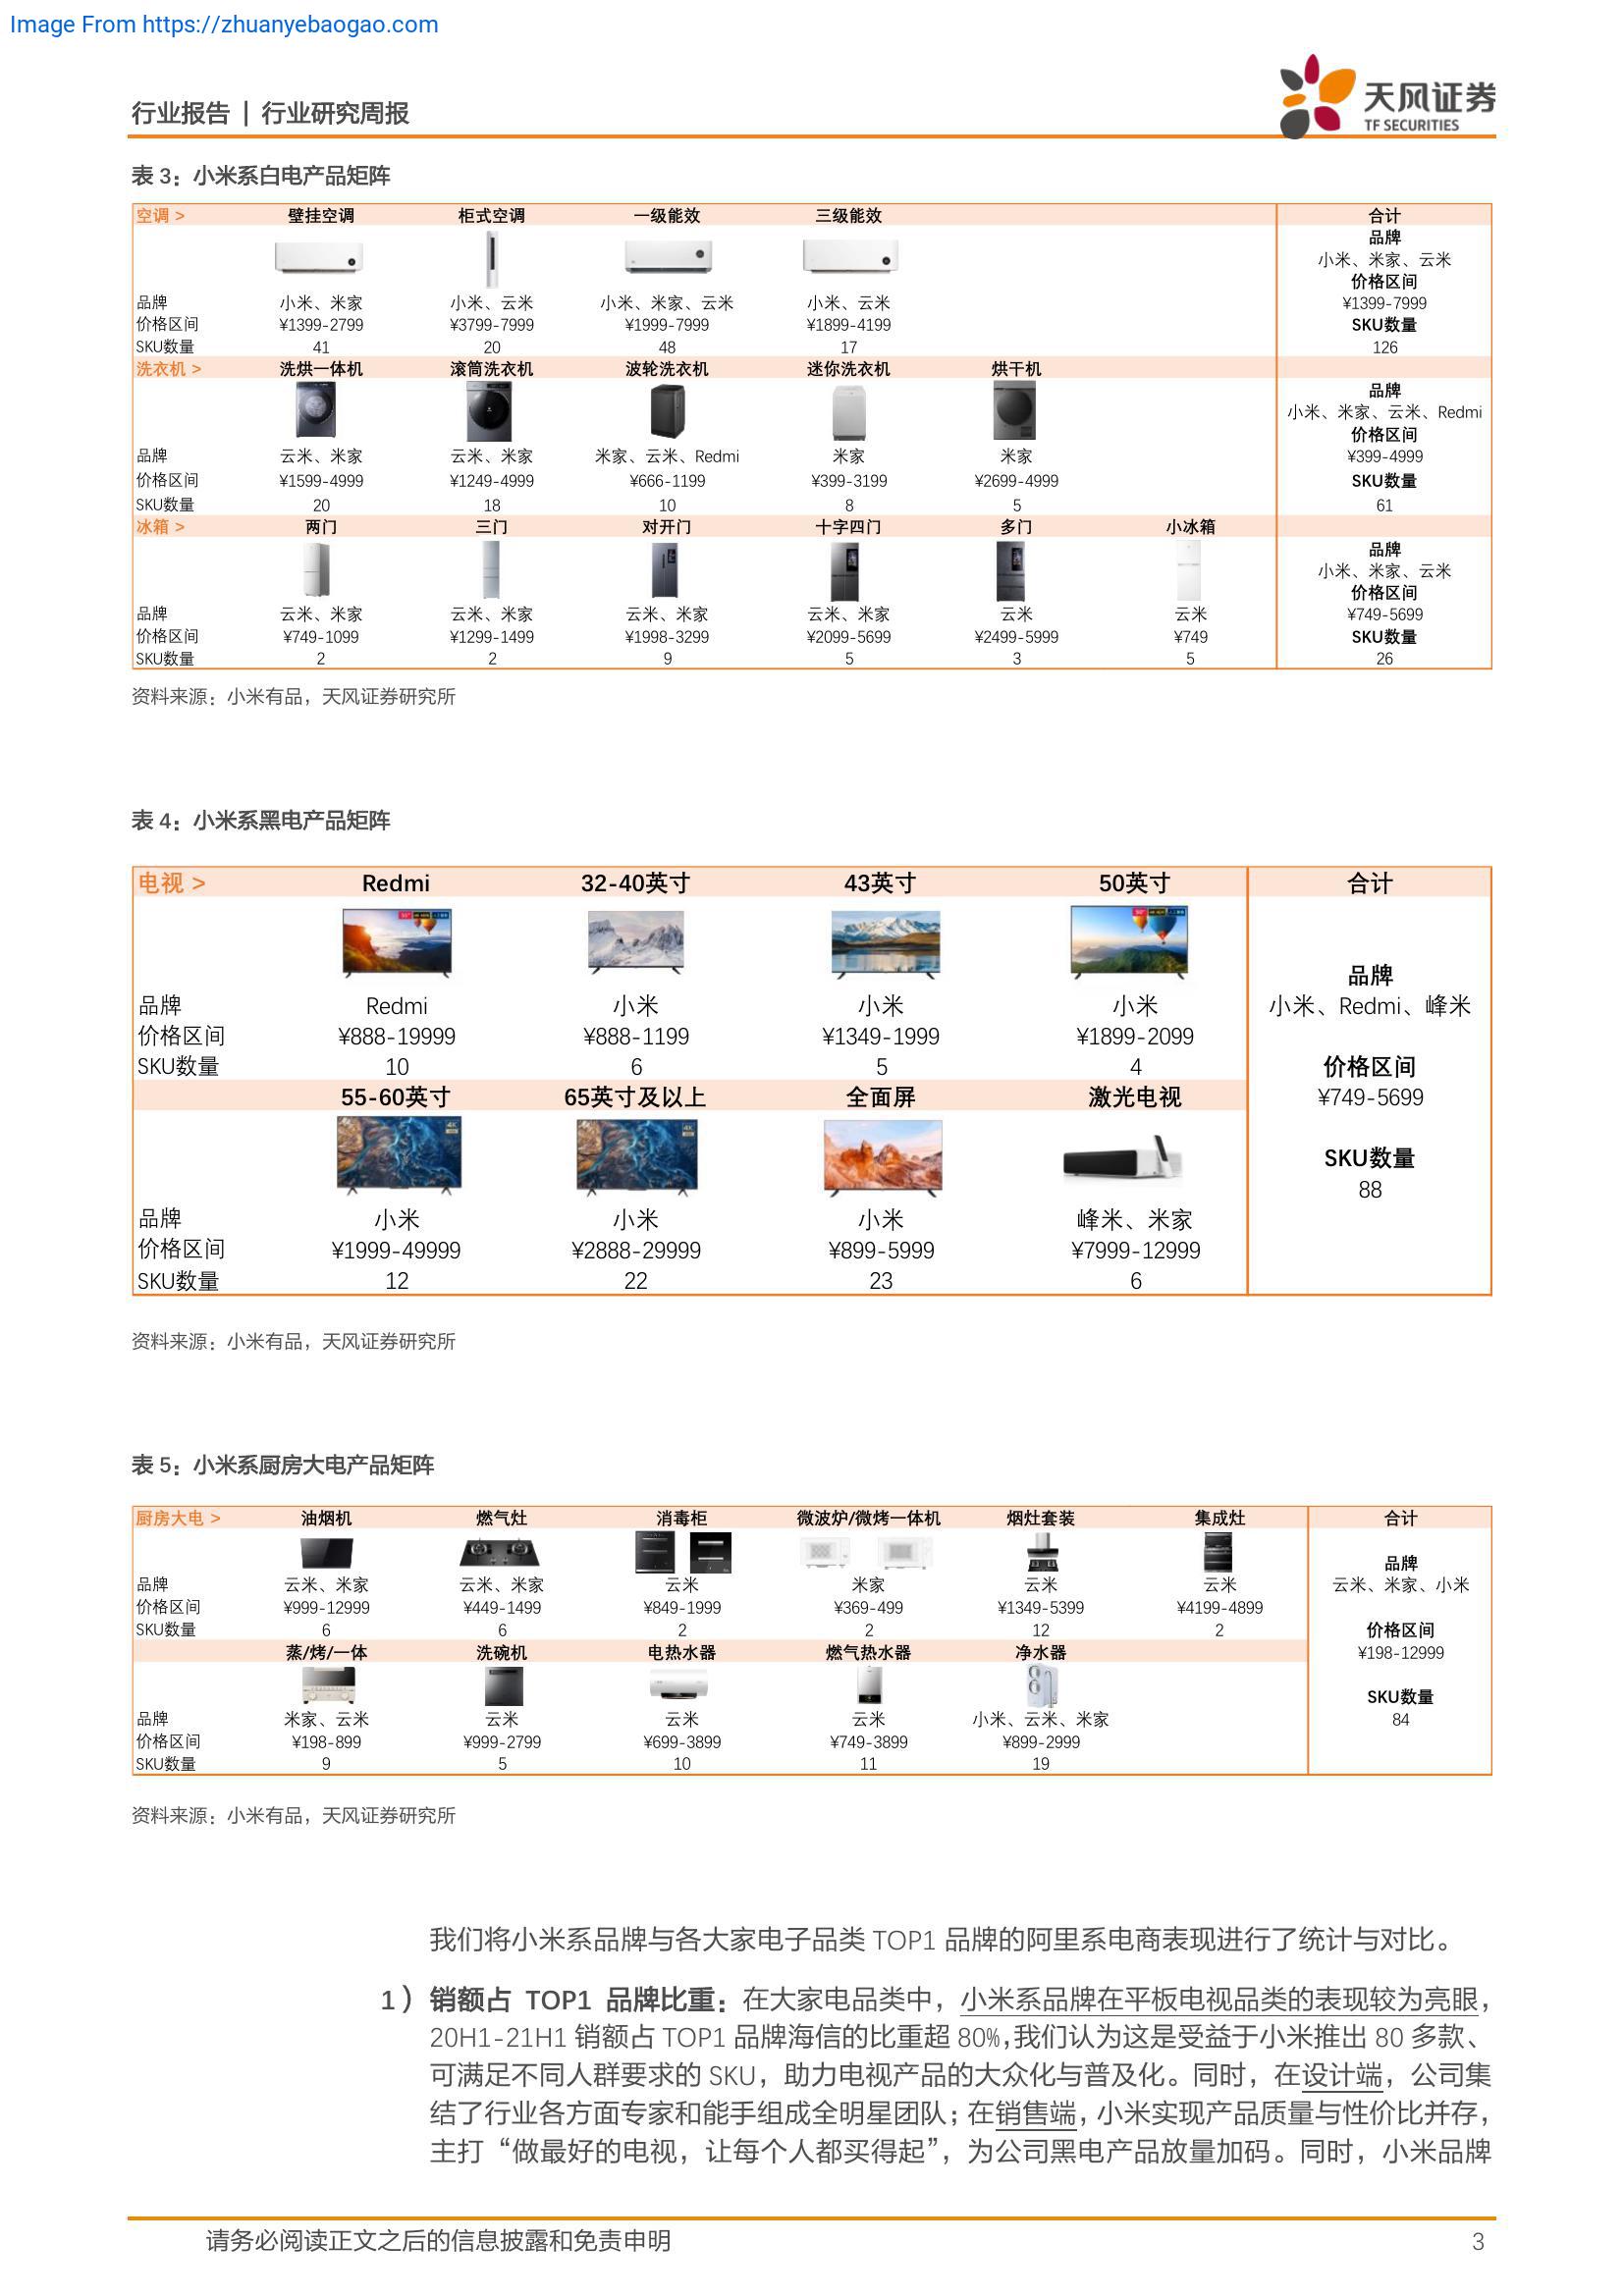 Image From https://zhuanyebaogao.com
行业报告 | 行业研究周报
天风证券
TF SECURITIES
表 3：小米系白电产品矩阵
空调 > 壁挂空调 柜式空调 一级能效 三级能效 合计
品牌
小米、米家、云米
价格区间
品牌 小米、米家 小米、云米 小米、米家、云米 小米、云米 ¥1399-7999
价格区间 ¥1399-2799 ¥3799-7999 ¥1999-7999 ¥1899-4199 SKU数量
SKU数量 41 20 48 17 126
洗衣机 > 洗烘一体机 滚筒洗衣机 波轮洗衣机 迷你洗衣机 烘干机
品牌
小米、米家、云米、Redmi
价格区间
品牌 云米、米家 云米、米家 米家、云米、Redmi 米家 米家 ¥399-4999
价格区间 ¥1599-4999 ¥1249-4999 ¥666-1199 ¥399-3199 ¥2699-4999 SKU数量
SKU数量 20 18 10 8 5 61
冰箱 > 两门 三门 对开门 十字四门 多门 小冰箱
品牌
小米、米家、云米
价格区间
品牌 云米、米家 云米、米家 云米、米家 云米、米家 云米 云米 ¥749-5699
价格区间 ¥749-1099 ¥1299-1499 ¥1998-3299 ¥2099-5699 ¥2499-5999 ¥749 SKU数量
SKU数量 2 2 9 5 3 5 26
资料来源：小米有品，天风证券研究所
表 4：小米系黑电产品矩阵
电视 > Redmi 32-40英寸 43英寸 50英寸 合计
品牌
品牌 Redmi 小米 小米 小米 小米、Redmi、峰米
价格区间 ¥888-19999 ¥888-1199 ¥1349-1999 ¥1899-2099
SKU数量 10 6 5 4 价格区间
55-60英寸 65英寸及以上 全面屏 激光电视 ¥749-5699
SKU数量
88
品牌 小米 小米 小米 峰米、米家
价格区间 ¥1999-49999 ¥2888-29999 ¥899-5999 ¥7999-12999
SKU数量 12 22 23 6
资料来源：小米有品，天风证券研究所
表 5：小米系厨房大电产品矩阵
厨房大电 > 油烟机 燃气灶 消毒柜 微波炉/微烤一体机 烟灶套装 集成灶 合计
品牌
品牌 云米、米家 云米、米家 云米 米家 云米 云米 云米、米家、小米
价格区间 ¥999-12999 ¥449-1499 ¥849-1999 ¥369-499 ¥1349-5399 ¥4199-4899
SKU数量 6 6 2 2 12 2 价格区间
蒸/烤/一体 洗碗机 电热水器 燃气热水器 净水器 ¥198-12999
SKU数量
品牌 米家、云米 云米 云米 云米 小米、云米、米家 84
价格区间 ¥198-899 ¥999-2799 ¥699-3899 ¥749-3899 ¥899-2999
SKU数量 9 5 10 11 19
资料来源：小米有品，天风证券研究所
我们将小米系品牌与各大家电子品类 TOP1 品牌的阿里系电商表现进行了统计与对比。
1）销额占 TOP1 品牌比重：在大家电品类中，小米系品牌在平板电视品类的表现较为亮眼，
20H1-21H1 销额占 TOP1 品牌海信的比重超 80%，我们认为这是受益于小米推出 80 多款、
可满足不同人群要求的 SKU，助力电视产品的大众化与普及化。同时，在设计端，公司集
结了行业各方面专家和能手组成全明星团队；在销售端，小米实现产品质量与性价比并存，
主打“做最好的电视，让每个人都买得起”，为公司黑电产品放量加码。同时，小米品牌
请务必阅读正文之后的信息披露和免责申明 3